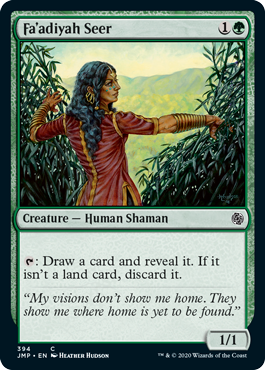 Fa'adiyah Seer 1
Creature — Human Shaman
: Draw a card and reveal it. If it
isn't a land card, discard it.
"My visions don't show me home. They
show me where home is yet to be found."
1/1
394 C
JMP • EN HEATHER HUDSON
™ & © 2020 Wizards of the Coast